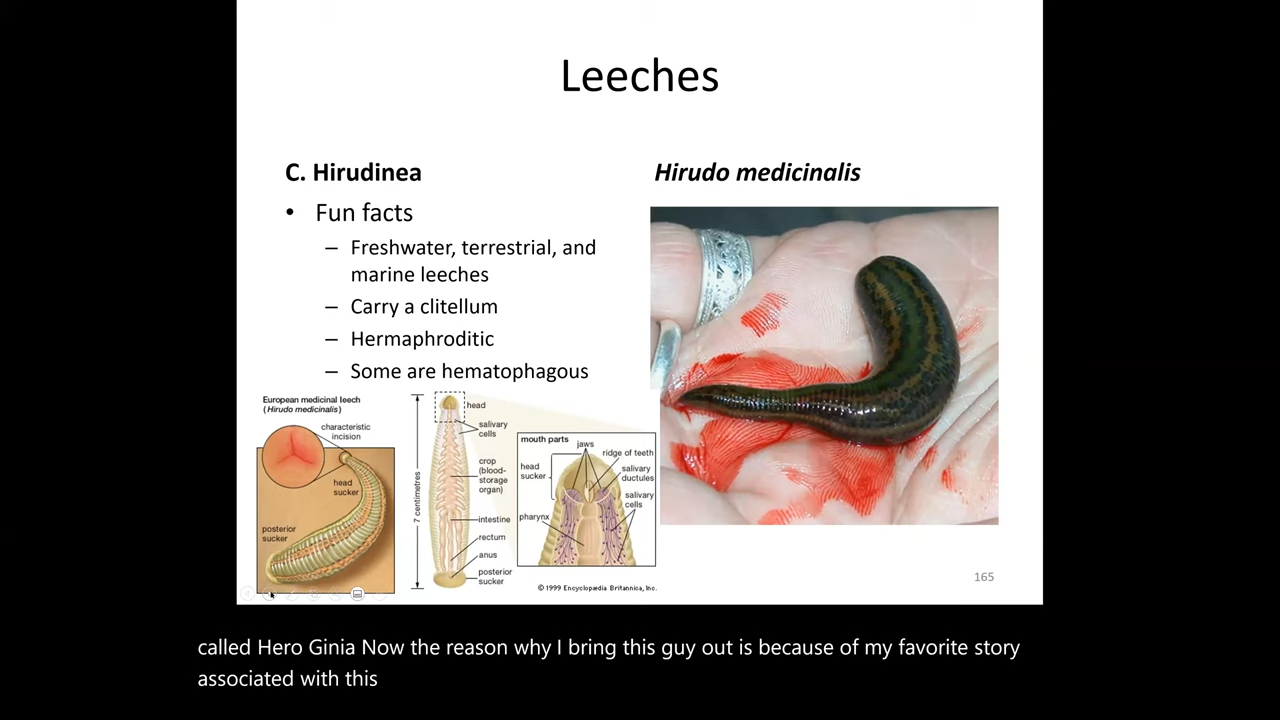 Leeches
C. Hirudinea
• Fun facts
– Freshwater, terrestrial, and
marine leeches
– Carry a clitellum
– Hermaphroditic
– Some are hematophagous
Hirudo medicinalis
European medicinal leech
(Hirudo medicinalis)
characteristic
incision
head
sucker
posterior
sucker
7 centimetres
head
salivary
cells
crop
(blood-
storage
organ)
intestine
rectum
anus
posterior
sucker
mouth parts
jaws
ridge of teeth
head
sucker
salivary
ductules
salivary
cells
pharynx
© 1999 Encyclopædia Britannica, Inc.
165
called Hero Ginia Now the reason why I bring this guy out is because of my favorite story
associated with this